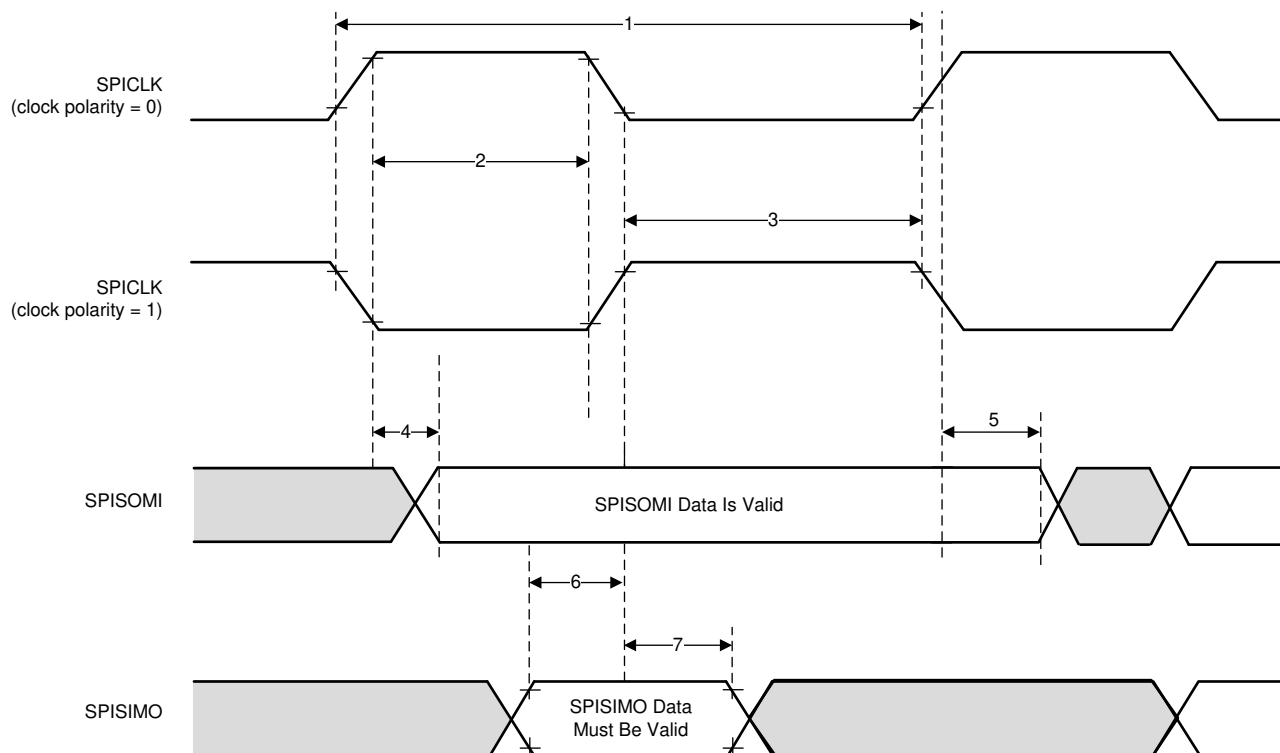 1
SPICLK
(clock polarity = 0)
2
3
SPICLK
(clock polarity = 1)
4
5
SPISOMI
SPISOMI Data Is Valid
6
7
SPISIMO
SPISIMO Data
Must Be Valid